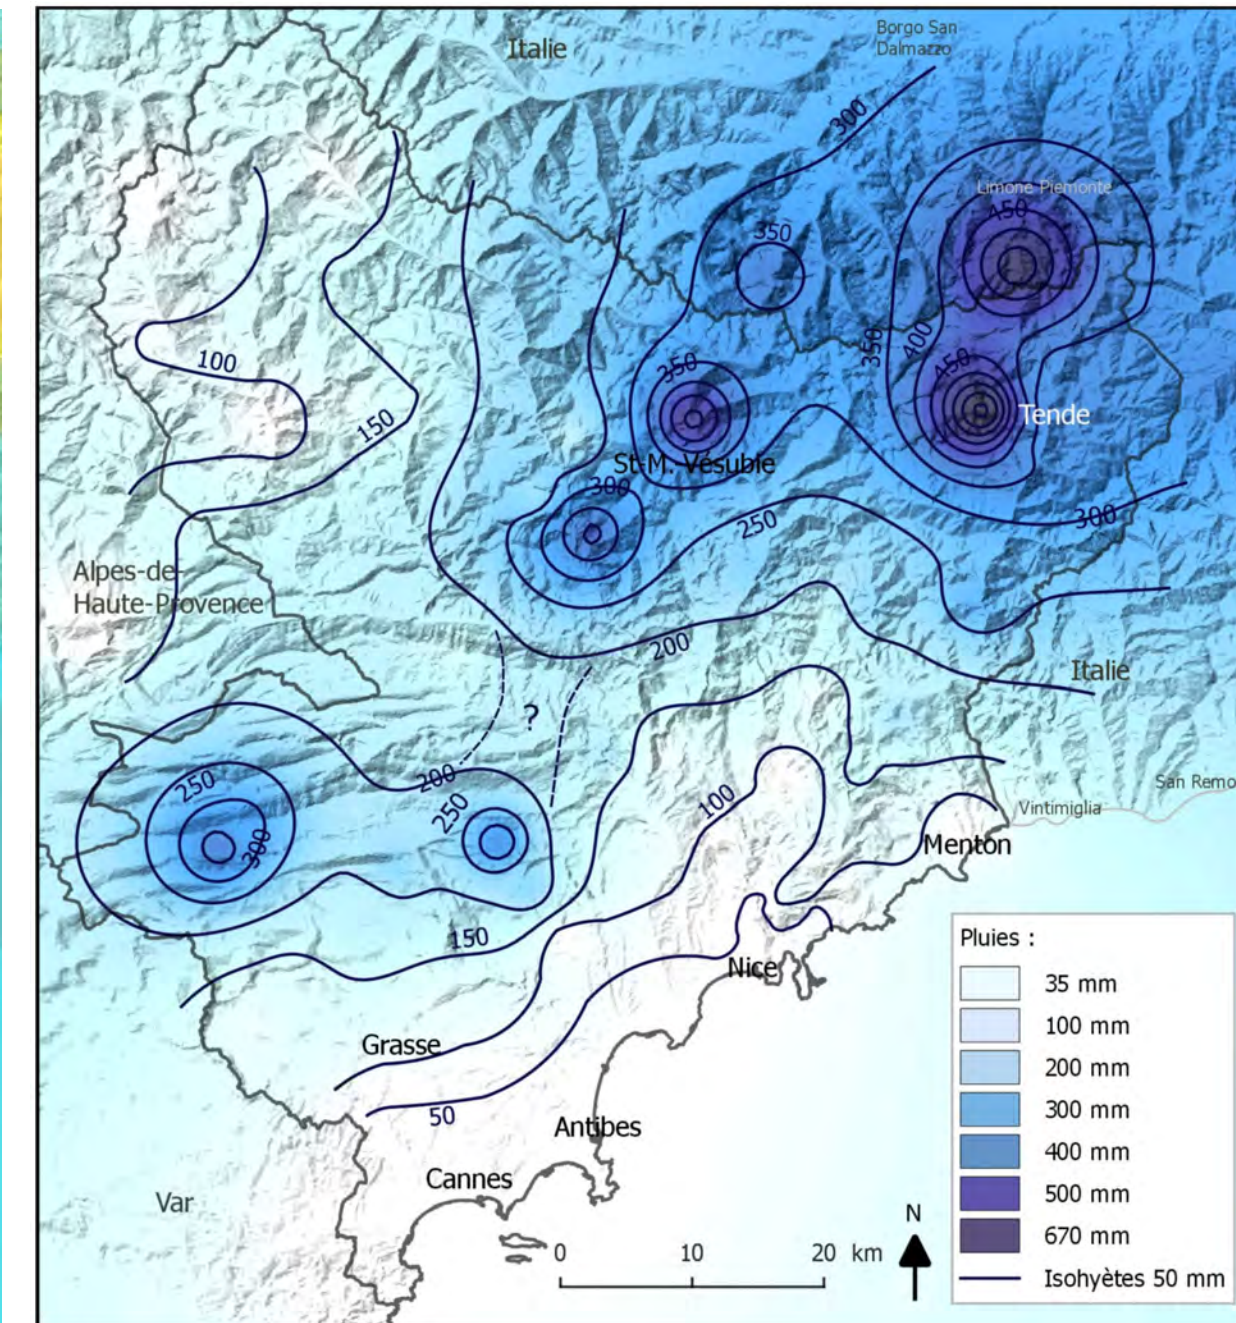 Italie
Borgo San
Dalmazzo
300
Limone Piemonte
450
350
350
400
350
450
100
150
Tende
St-M. Vésubie
300
250
300
Alpes-de-
Haute-Provence
200
Italie
?
200
250
250
300
100
San Remo
Vintimiglia
Menton
150
Nice
Grasse
50
Antibes
Cannes
Var
N
0 10 20 km
Pluies :
35 mm
100 mm
200 mm
300 mm
400 mm
500 mm
670 mm
Isohyètes 50 mm